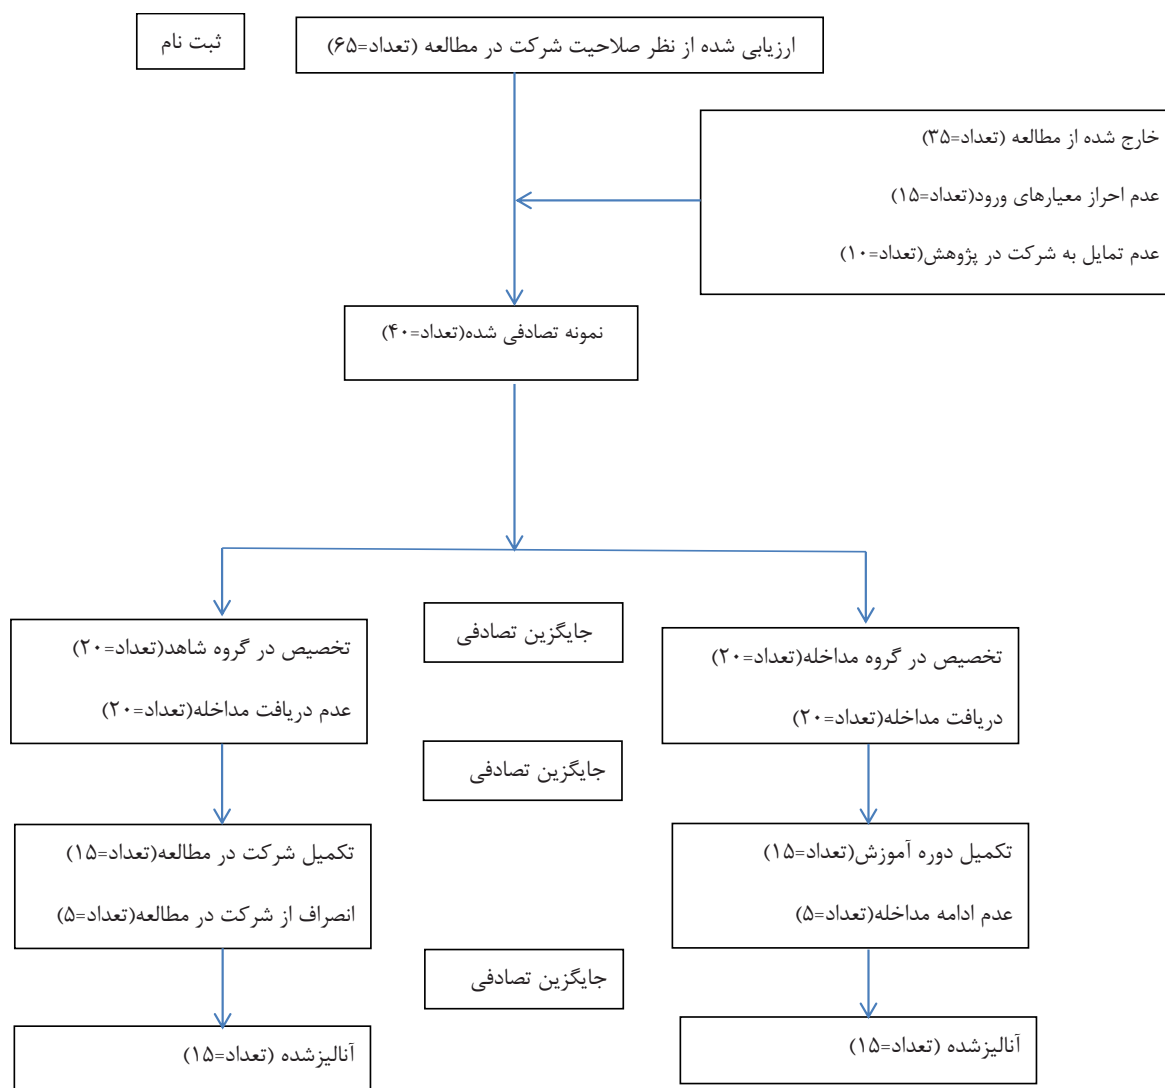 ثبت نام
ارزیابی شده از نظر صلاحیت شرکت در مطالعه (تعداد=۶۵)
خارج شده از مطالعه (تعداد=۳۵)
عدم احراز معیارهای ورود(تعداد=۱۵)
عدم تمایل به شرکت در پژوهش(تعداد=۱۰)
نمونه تصادفی شده(تعداد=۴۰)
جایگزین تصادفی
تخصیص در گروه مداخله(تعداد=۲۰)
دریافت مداخله(تعداد=۲۰)
تخصیص در گروه شاهد(تعداد=۲۰)
عدم دریافت مداخله(تعداد=۲۰)
جایگزین تصادفی
تکمیل دوره آموزش(تعداد=۱۵)
عدم ادامه مداخله(تعداد=۵)
تکمیل شرکت در مطالعه(تعداد=۱۵)
انصراف از شرکت در مطالعه(تعداد=۵)
جایگزین تصادفی
آنالیزشده (تعداد=۱۵)
آنالیزشده (تعداد=۱۵)